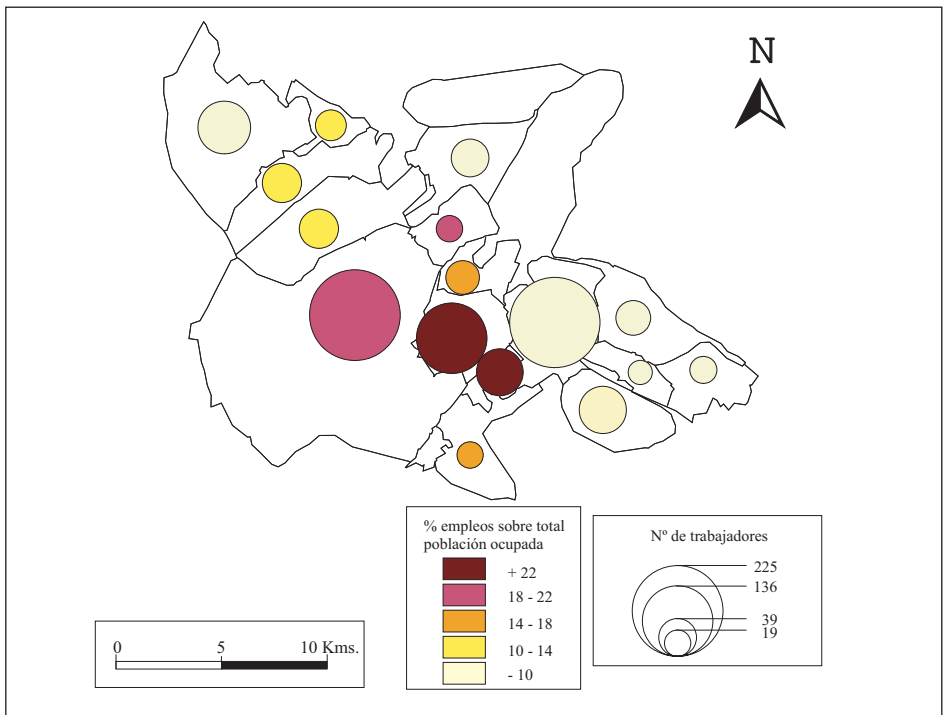 N
% empleos sobre total
población ocupada
+ 22
18 - 22
14 - 18
10 - 14
- 10
Nº de trabajadores
225
136
39
19
0 5 10 Kms.